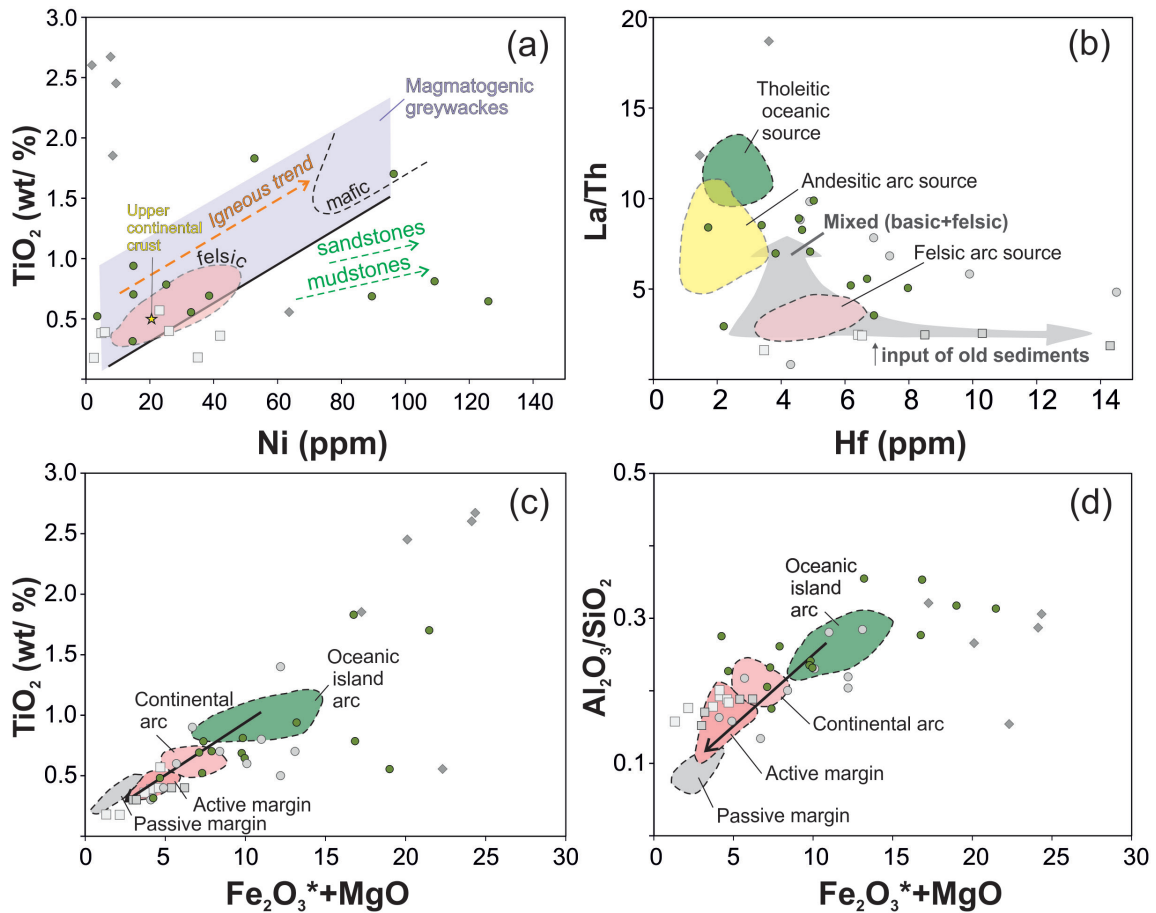 (a)
3.0
2.5
2.0
1.5
1.0
0.5
TiO₂ (wt/ %)
Magmatogenic
greywackes
Igneous trend
mafic
Upper
continental
crust
felsic
sandstones
mudstones
0
20
40
60
80
100
120
140
Ni (ppm)
(b)
20
15
10
5
La/Th
Tholeitic
oceanic
source
Andesitic arc source
Mixed (basic+felsic)
Felsic arc source
input of old sediments
0
2
4
6
8
10
12
14
Hf (ppm)
(c)
3.0
2.5
2.0
1.5
1.0
0.5
TiO₂ (wt/ %)
Oceanic
island
arc
Continental
arc
Active margin
Passive margin
0
5
10
15
20
25
30
Fe₂O₃*+MgO
(d)
0.5
0.3
0.1
Al₂O₃/SiO₂
Oceanic
island
arc
Continental arc
Active margin
Passive margin
0
5
10
15
20
25
30
Fe₂O₃*+MgO